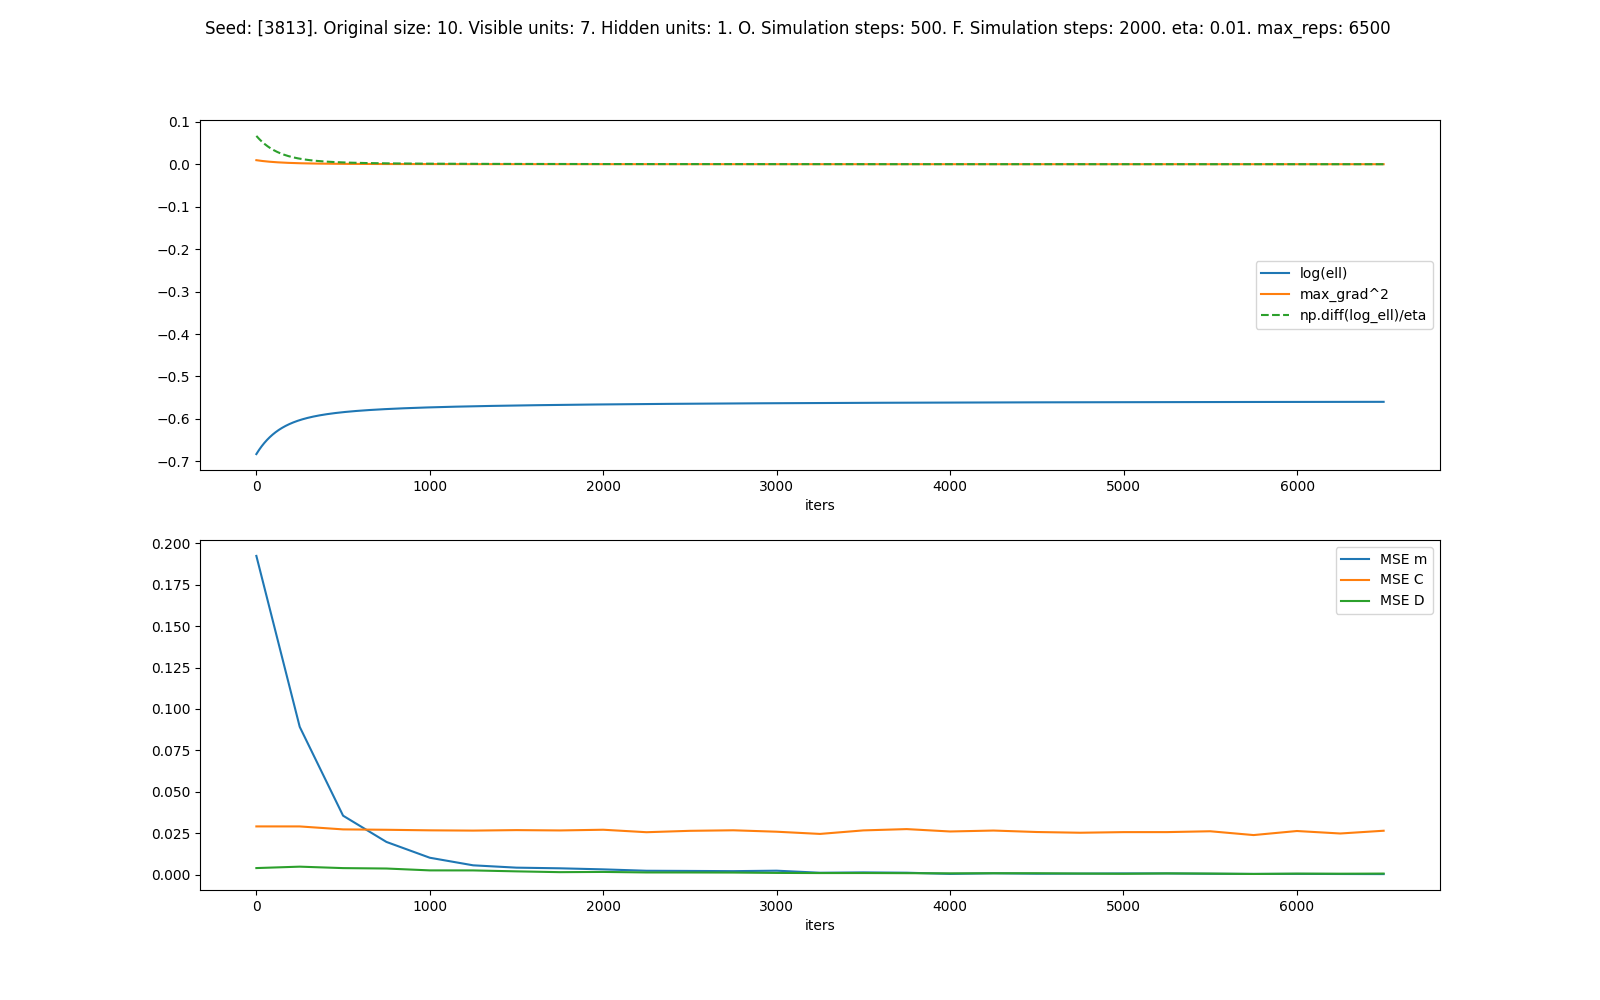 Seed: [3813]. Original size: 10. Visible units: 7. Hidden units: 1. O. Simulation steps: 500. F. Simulation steps: 2000. eta: 0.01. max_reps: 6500
0.1
0.0
−0.1
−0.2
−0.3
−0.4
−0.5
−0.6
−0.7
log(ell)
max_grad^2
np.diff(log_ell)/eta
0 1000 2000 3000 4000 5000 6000
iters
0.200
0.175
0.150
0.125
0.100
0.075
0.050
0.025
0.000
MSE m
MSE C
MSE D
0 1000 2000 3000 4000 5000 6000
iters